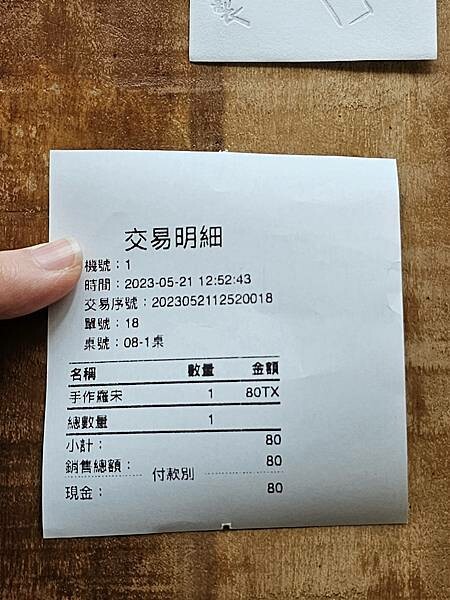 交易明細
機號：1
時間：2023-05-21 12:52:43
交易序號：2023052112520018
單號：18
桌號：08-1桌
名稱 數量 金額
手作羅宋 1 80TX
總數量 1
小計： 80
銷售總額： 80
付款別
現金： 80